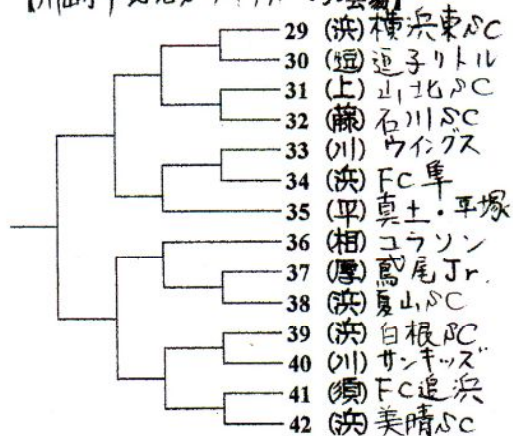 29 (浜) 横浜東SC
30 (逗) 逗子リトル
31 (上) 山北SC
32 (藤) 石川SC
33 (川) ウイングス
34 (浜) FC隼
35 (平) 真土・平塚
36 (相) コラソン
37 (厚) 鳶尾Jr.
38 (浜) 夏山SC
39 (浜) 白根SC
40 (川) サンキッズ
41 (須) FC追浜
42 (浜) 美晴SC